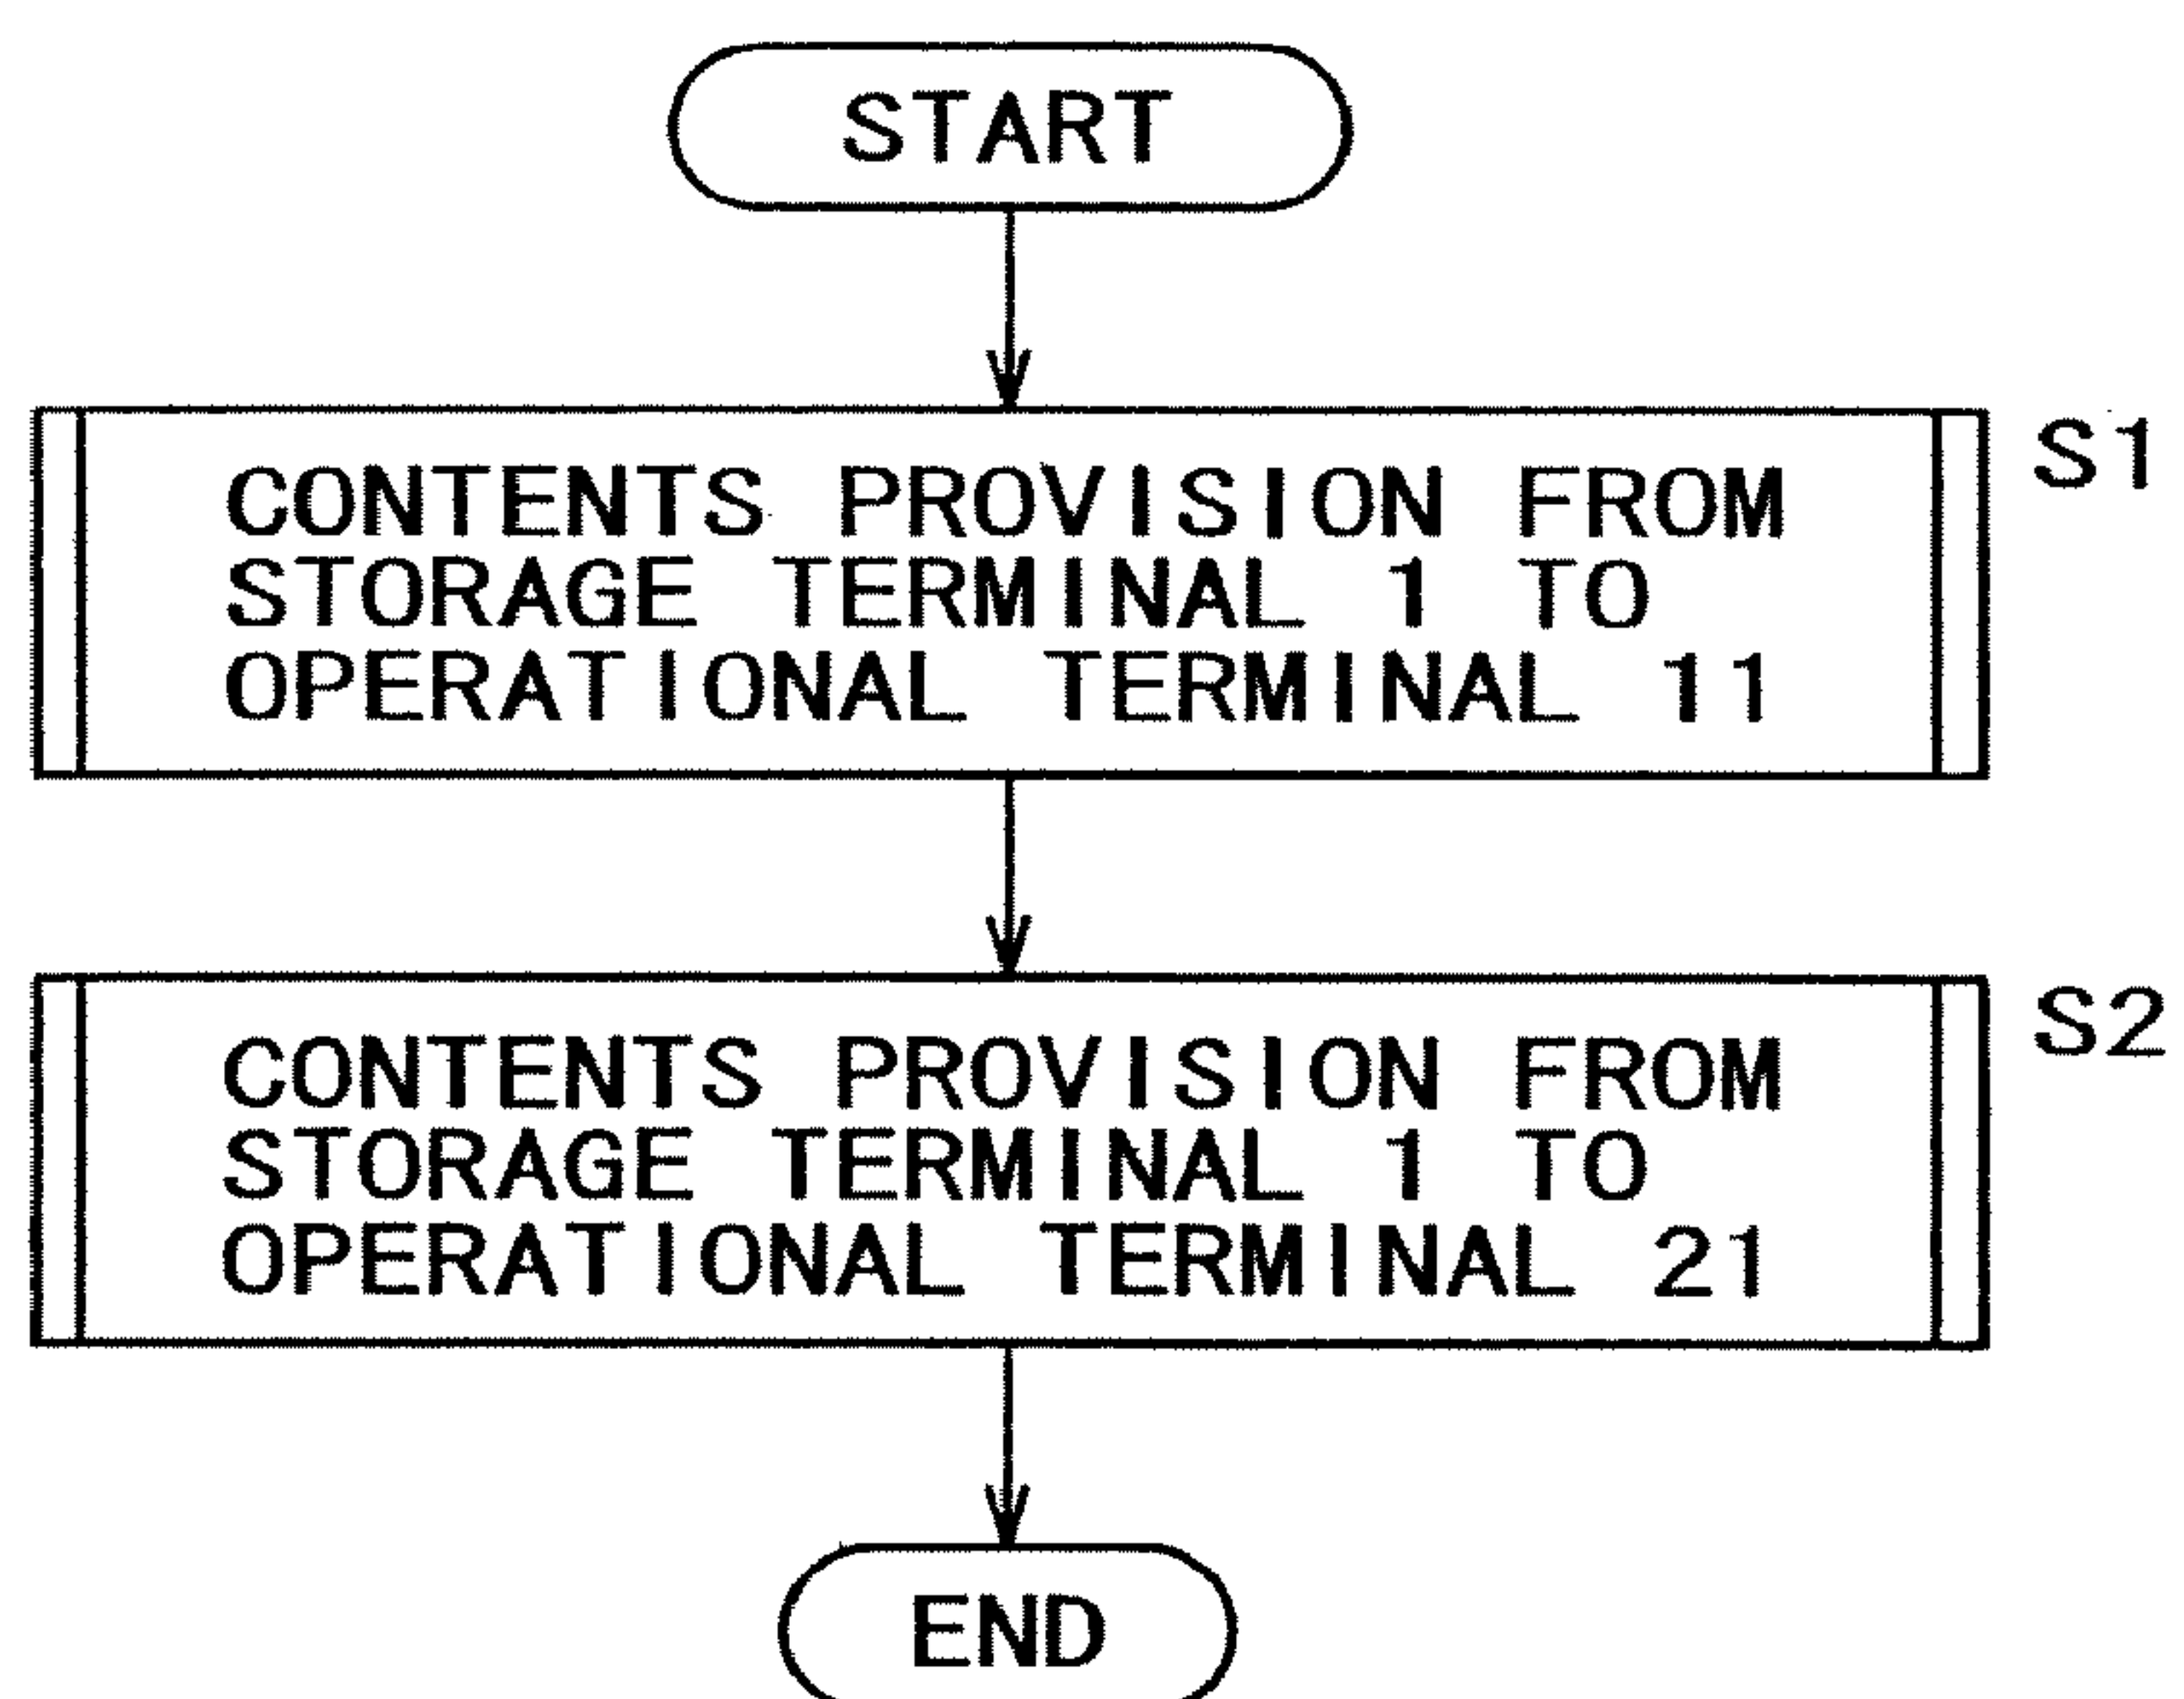 START
S1
CONTENTS PROVISION FROM
STORAGE TERMINAL 1 TO
OPERATIONAL TERMINAL 11
S2
CONTENTS PROVISION FROM
STORAGE TERMINAL 1 TO
OPERATIONAL TERMINAL 21
END